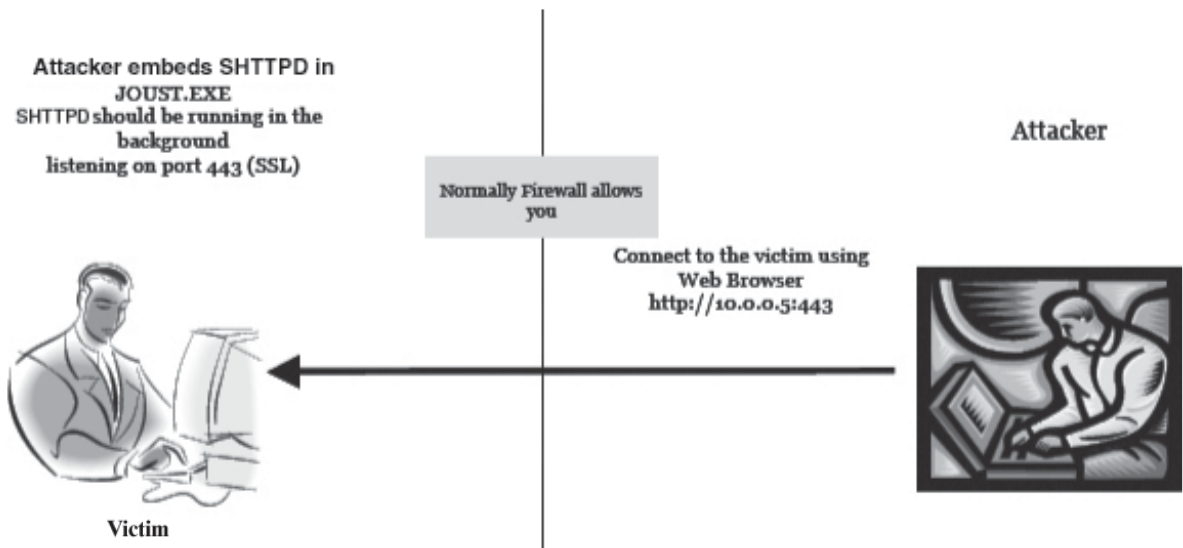 Attacker embeds SHTTPD in
JOUST.EXE
SHTTPD should be running in the
background
listening on port 443 (SSL)
Attacker
Normally Firewall allows
you
Connect to the victim using
Web Browser
http://10.0.0.5:443
Victim